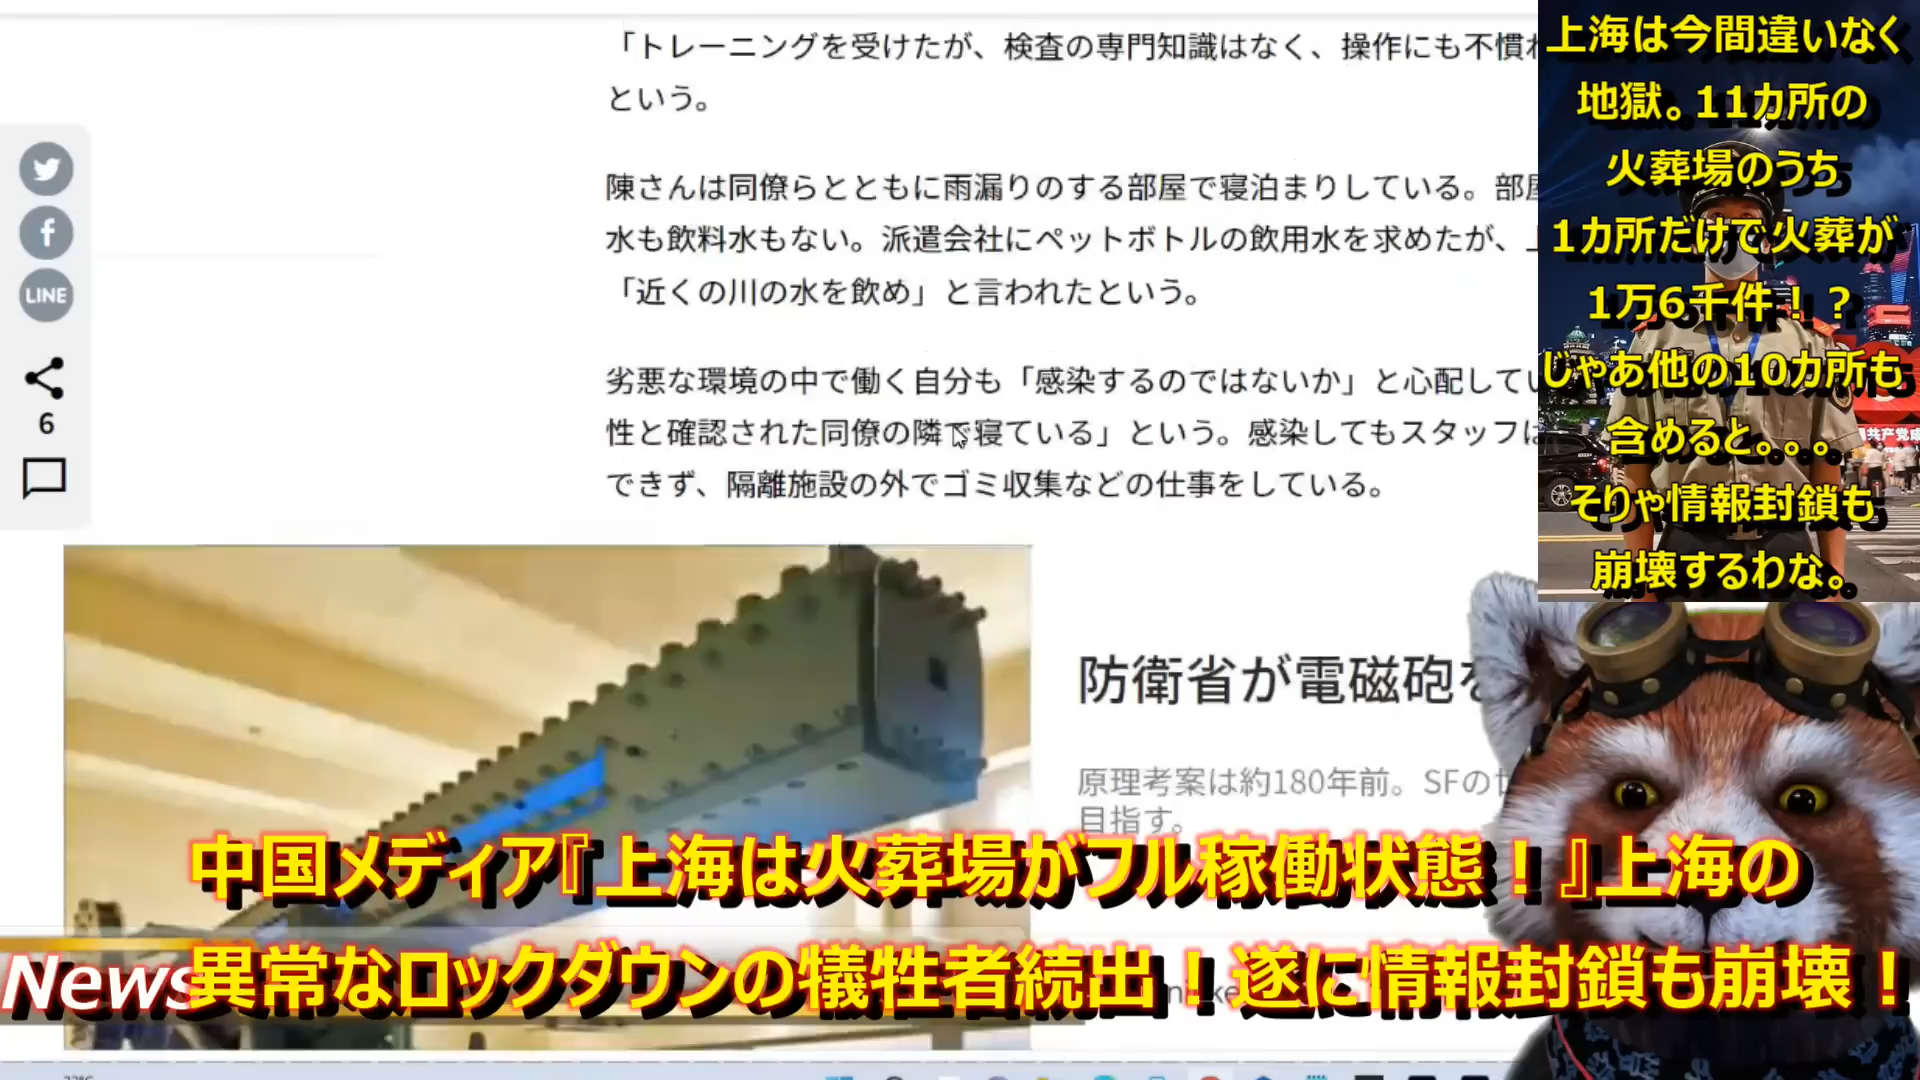 「トレーニングを受けたが、検査の専門知識はなく、操作にも不慣
という。
陳さんは同僚らとともに雨漏りのする部屋で寝泊まりしている。部
水も飲料水もない。派遣会社にペットボトルの飲用水を求めたが、
「近くの川の水を飲め」と言われたという。
劣悪な環境の中で働く自分も「感染するのではないか」と心配して
性と確認された同僚の隣で寝ている」という。感染してもスタッフ
できず、隔離施設の外でゴミ収集などの仕事をしている。
LINE
6
防衛省が電磁砲
原理考案は約180年前。SFの
目指す。
上海は今間違いなく
地獄。11カ所の
火葬場のうち
1カ所だけで火葬が
1万6千件！？
じゃあ他の10カ所も
含めると。。。
そりゃ情報封鎖も
崩壊するわな。
共产党成
中国メディア『上海は火葬場がフル稼働状態！』上海の
News
異常なロックダウンの犠牲者続出！遂に情報封鎖も崩壊！